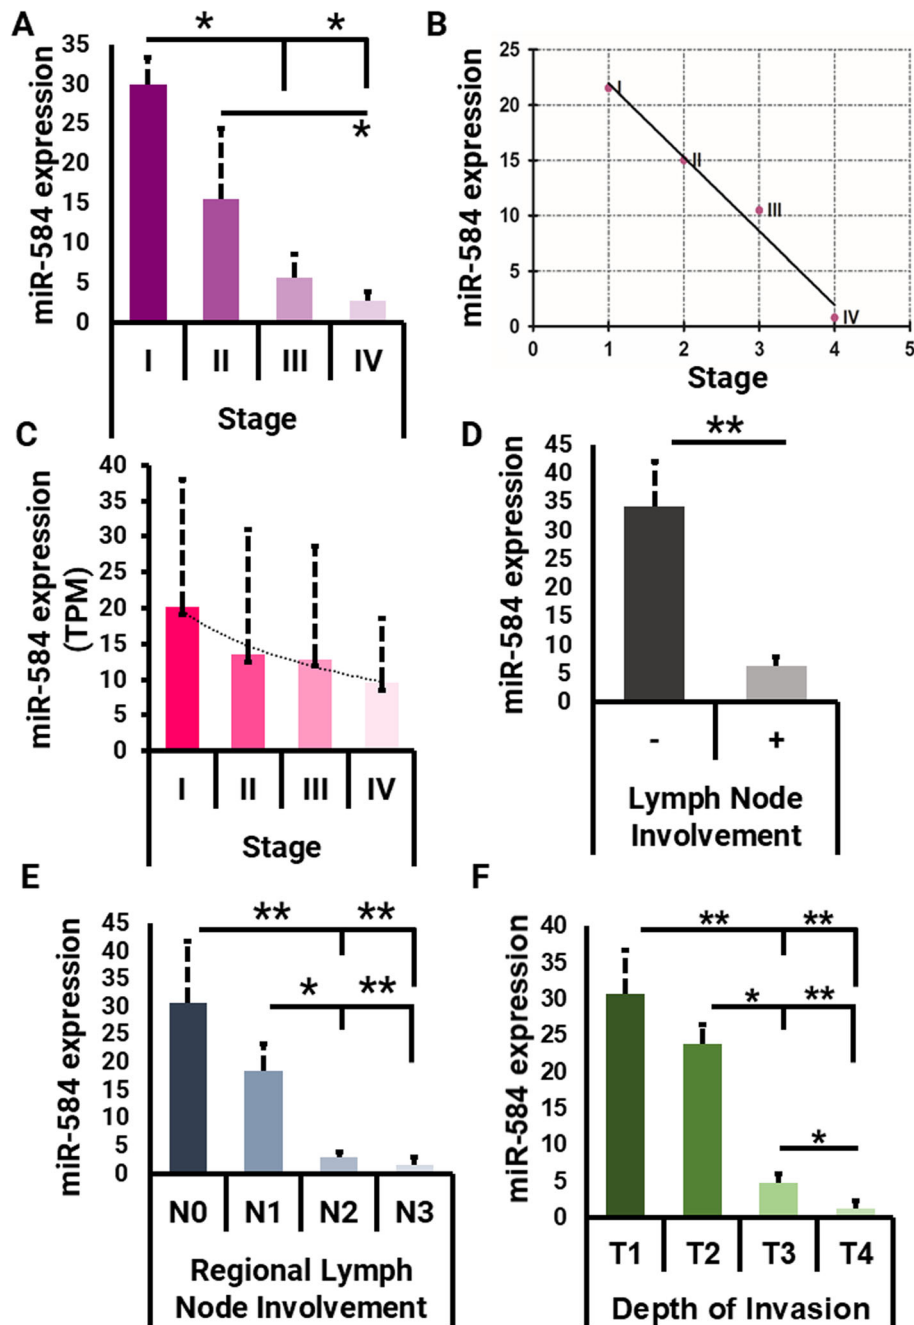 A
miR-584 expression
35
30
25
20
15
10
5
0
* *
*
I II III IV
Stage
B
miR-584 expression
25
20
15
10
5
0
I
II
III
IV
0 1 2 3 4 5
Stage
C
miR-584 expression
(TPM)
40
35
30
25
20
15
10
5
0
I II III IV
Stage
D
miR-584 expression
45
40
35
30
25
20
15
10
5
0
**
- +
Lymph Node
Involvement
E
miR-584 expression
45
40
35
30
25
20
15
10
5
0
** **
* **
N0 N1 N2 N3
Regional Lymph
Node Involvement
F
miR-584 expression
40
35
30
25
20
15
10
5
0
** **
* **
*
T1 T2 T3 T4
Depth of Invasion